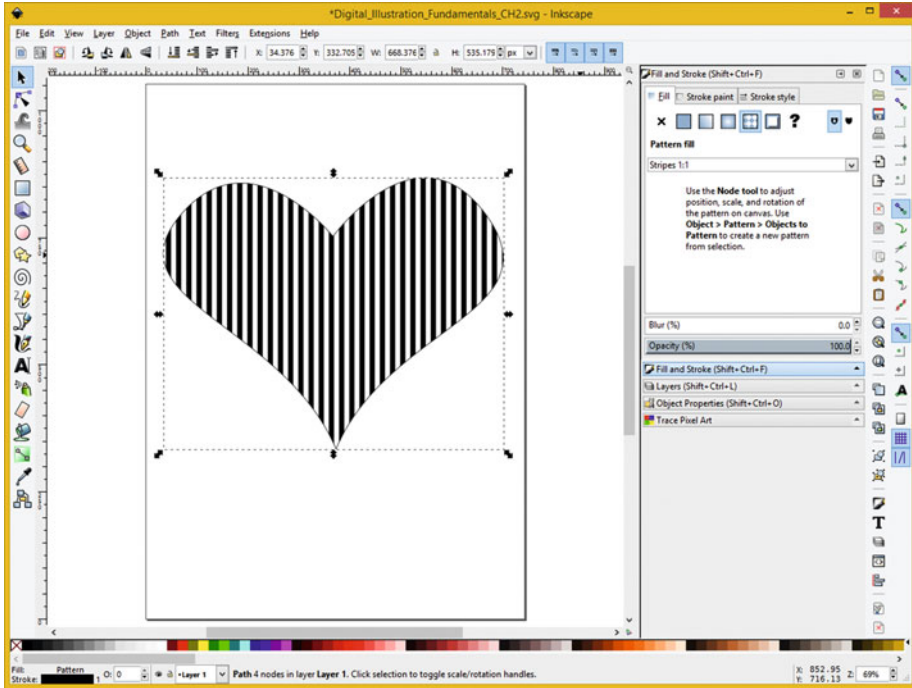 *Digital_Illustration_Fundamentals_CH2.svg - Inkscape
File Edit View Layer Object Path Text Filters Extensions Help
X: 34.376 Y: 332.705 W: 668.376 H: 535.179 px
Fill and Stroke (Shift+Ctrl+F)
Fill Stroke paint Stroke style
Pattern fill
Stripes 1:1
Use the Node tool to adjust
position, scale, and rotation of
the pattern on canvas. Use
Object > Pattern > Objects to
Pattern to create a new pattern
from selection.
Blur (%) 0.0
Opacity (%) 100.0
Fill and Stroke (Shift+Ctrl+F)
Layers (Shift+Ctrl+L)
Object Properties (Shift+Ctrl+O)
Trace Pixel Art
Fill: Pattern
Stroke: 1 O: 0 •Layer 1 Path 4 nodes in layer Layer 1. Click selection to toggle scale/rotation handles.
X: 852.95
Y: 716.13 Z: 69%